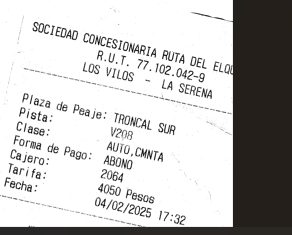 SOCIEDAD CONCESIONARIA RUTA DEL ELQU
R.U.T. 77.102.042-9
LOS VILOS - LA SERENA
Plaza de Peaje: TRONCAL SUR
Pista: V208
Clase: AUTO,CMNTA
Forma de Pago: ABONO
Cajero: 2064
Tarifa: 4050 Pesos
Fecha: 04/02/2025 17:32